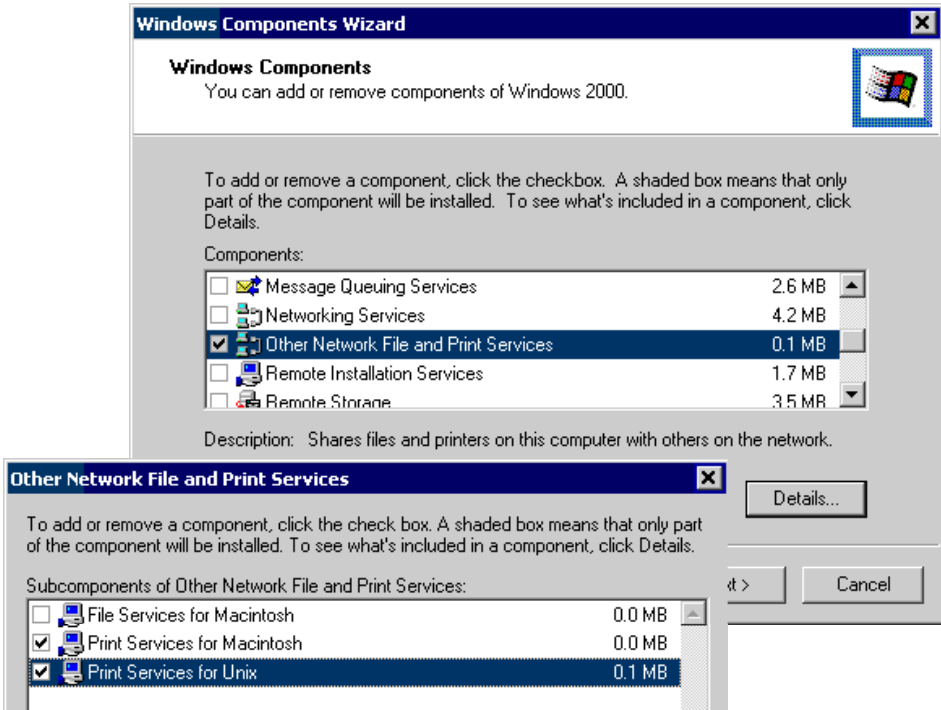 Windows Components Wizard
Windows Components
You can add or remove components of Windows 2000.
To add or remove a component, click the checkbox. A shaded box means that only
part of the component will be installed. To see what's included in a component, click
Details.
Components:
Message Queuing Services 2.6 MB
Networking Services 4.2 MB
Other Network File and Print Services 0.1 MB
Remote Installation Services 1.7 MB
Remote Storage 3.5 MB
Description: Shares files and printers on this computer with others on the network.
Details...
Cancel
Other Network File and Print Services
To add or remove a component, click the check box. A shaded box means that only part
of the component will be installed. To see what's included in a component, click Details.
Subcomponents of Other Network File and Print Services:
File Services for Macintosh 0.0 MB
Print Services for Macintosh 0.0 MB
Print Services for Unix 0.1 MB